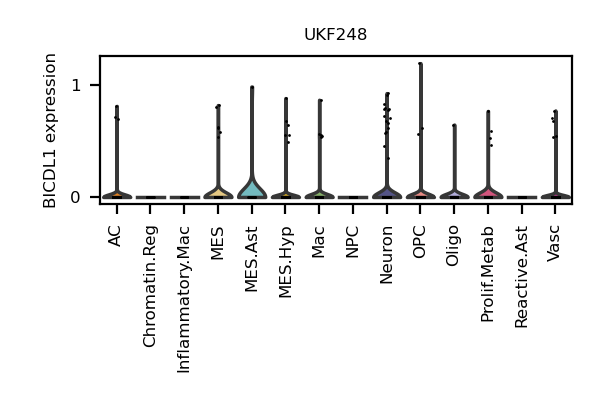 UKF248
BICDL1 expression
1
0
AC
Chromatin.Reg
Inflammatory.Mac
MES
MES.Ast
MES.Hyp
Mac
NPC
Neuron
OPC
Oligo
Prolif.Metab
Reactive.Ast
Vasc